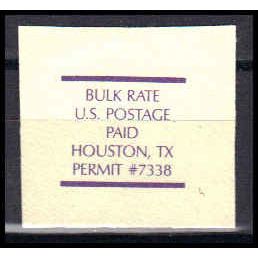 BULK RATE
U.S. POSTAGE
PAID
HOUSTON, TX
PERMIT #7338